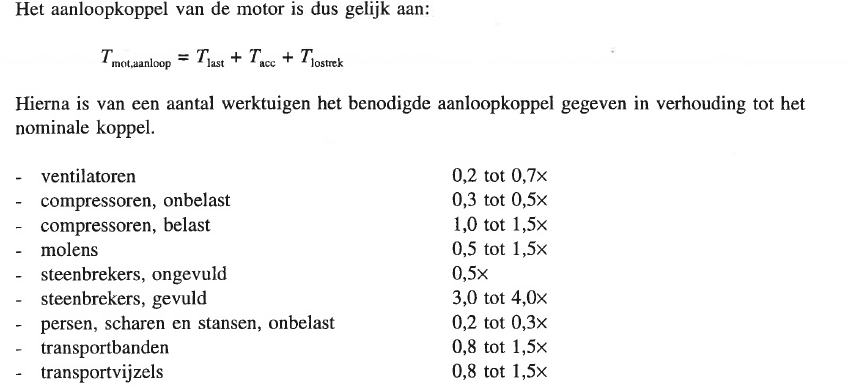 Het aanloopkoppel van de motor is dus gelijk aan:
T mot,aanloop = T last + T acc + T lostrek
Hierna is van een aantal werktuigen het benodigde aanloopkoppel gegeven in verhouding tot het
nominale koppel.
- ventilatoren 0,2 tot 0,7×
- compressoren, onbelast 0,3 tot 0,5×
- compressoren, belast 1,0 tot 1,5×
- molens 0,5 tot 1,5×
- steenbrekers, ongevuld 0,5×
- steenbrekers, gevuld 3,0 tot 4,0×
- persen, scharen en stansen, onbelast 0,2 tot 0,3×
- transportbanden 0,8 tot 1,5×
- transportvijzels 0,8 tot 1,5×